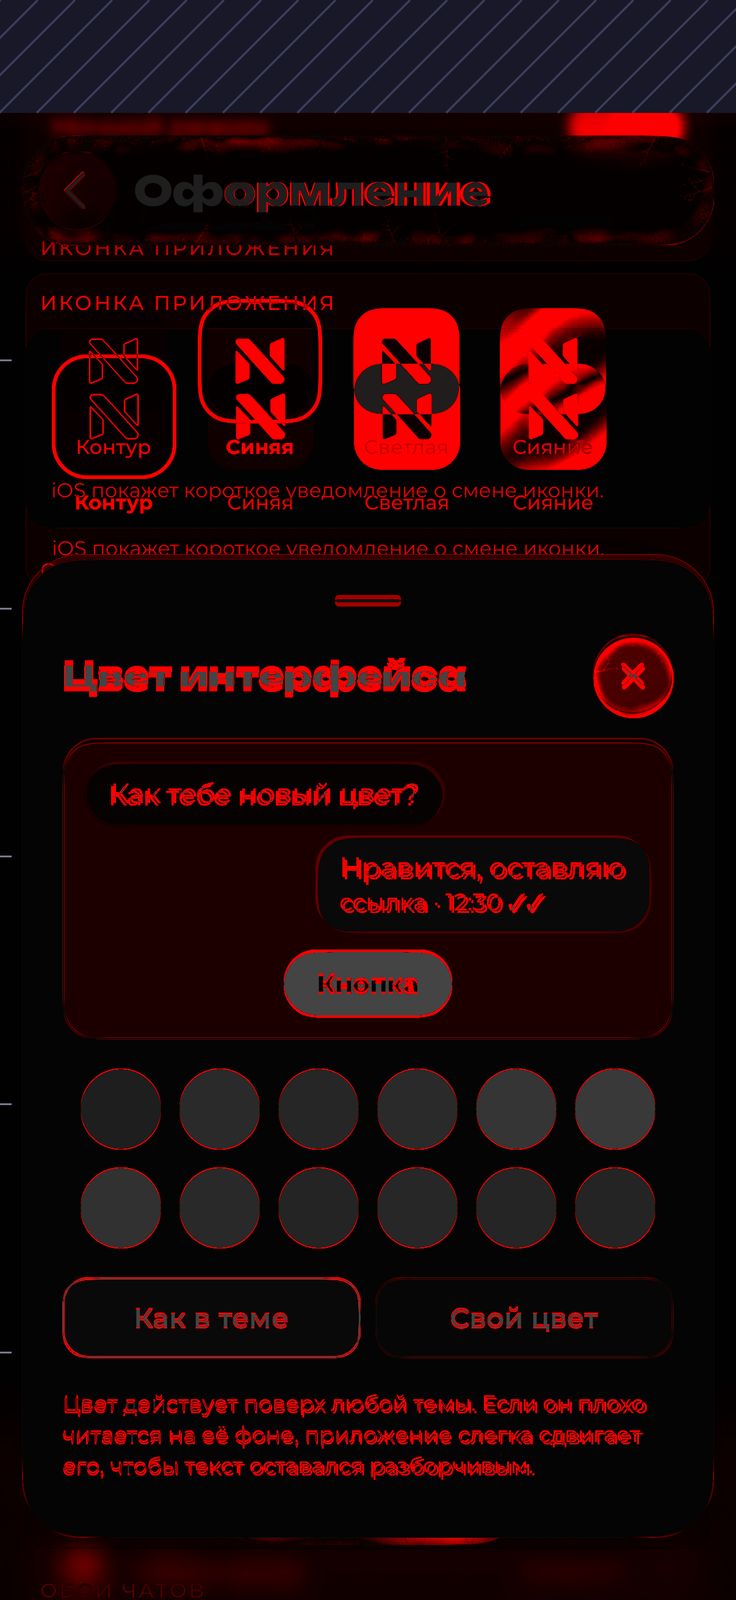 Оформление
ИКОНКА ПРИЛОЖЕНИЯ
ИКОНКА ПРИЛОЖЕНИЯ
Контур Синяя Светлая Сияние
iOS покажет короткое уведомление о смене иконки.
Контур Синяя Светлая Сияние
iOS покажет короткое уведомление о смене иконки.
Цвет интерфейса
Как тебе новый цвет?
Нравится, оставляю
ссылка · 12:30 ✓✓
Кнопка
Как в теме Свой цвет
Цвет действует поверх любой темы. Если он плохо
читается на её фоне, приложение слегка сдвигает
его, чтобы текст оставался разборчивым.
ОБОИ ЧАТОВ